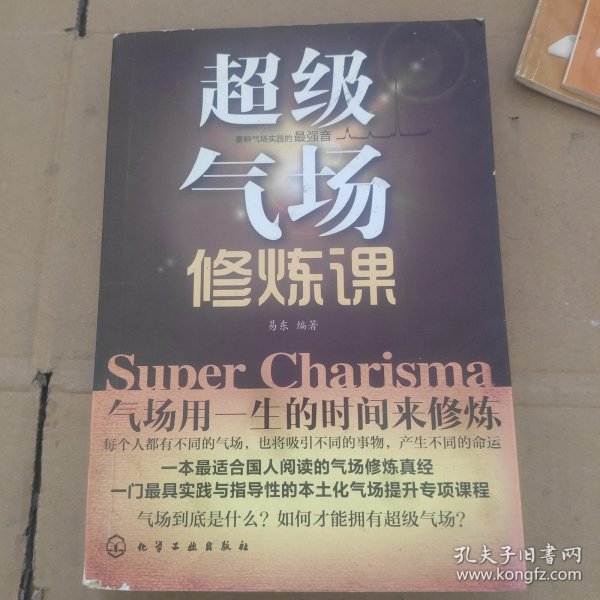 超级
奏响气场实践的最强音
气场
修炼课
易东 编著
Super Charisma
气场用一生的时间来修炼
每个人都有不同的气场，也将吸引不同的事物，产生不同的命运
一本最适合国人阅读的气场修炼真经
一门最具实践与指导性的本土化气场提升专项课程
气场到底是什么？如何才能拥有超级气场？
化学工业出版社
孔夫子旧书网
www.kongfz.com